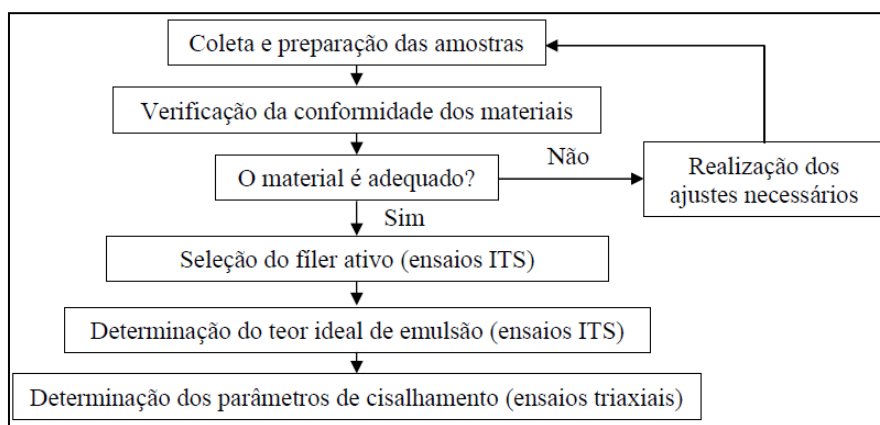 Coleta e preparação das amostras
Verificação da conformidade dos materiais
O material é adequado?
Não
Realização dos
ajustes necessários
Sim
Seleção do fíler ativo (ensaios ITS)
Determinação do teor ideal de emulsão (ensaios ITS)
Determinação dos parâmetros de cisalhamento (ensaios triaxiais)